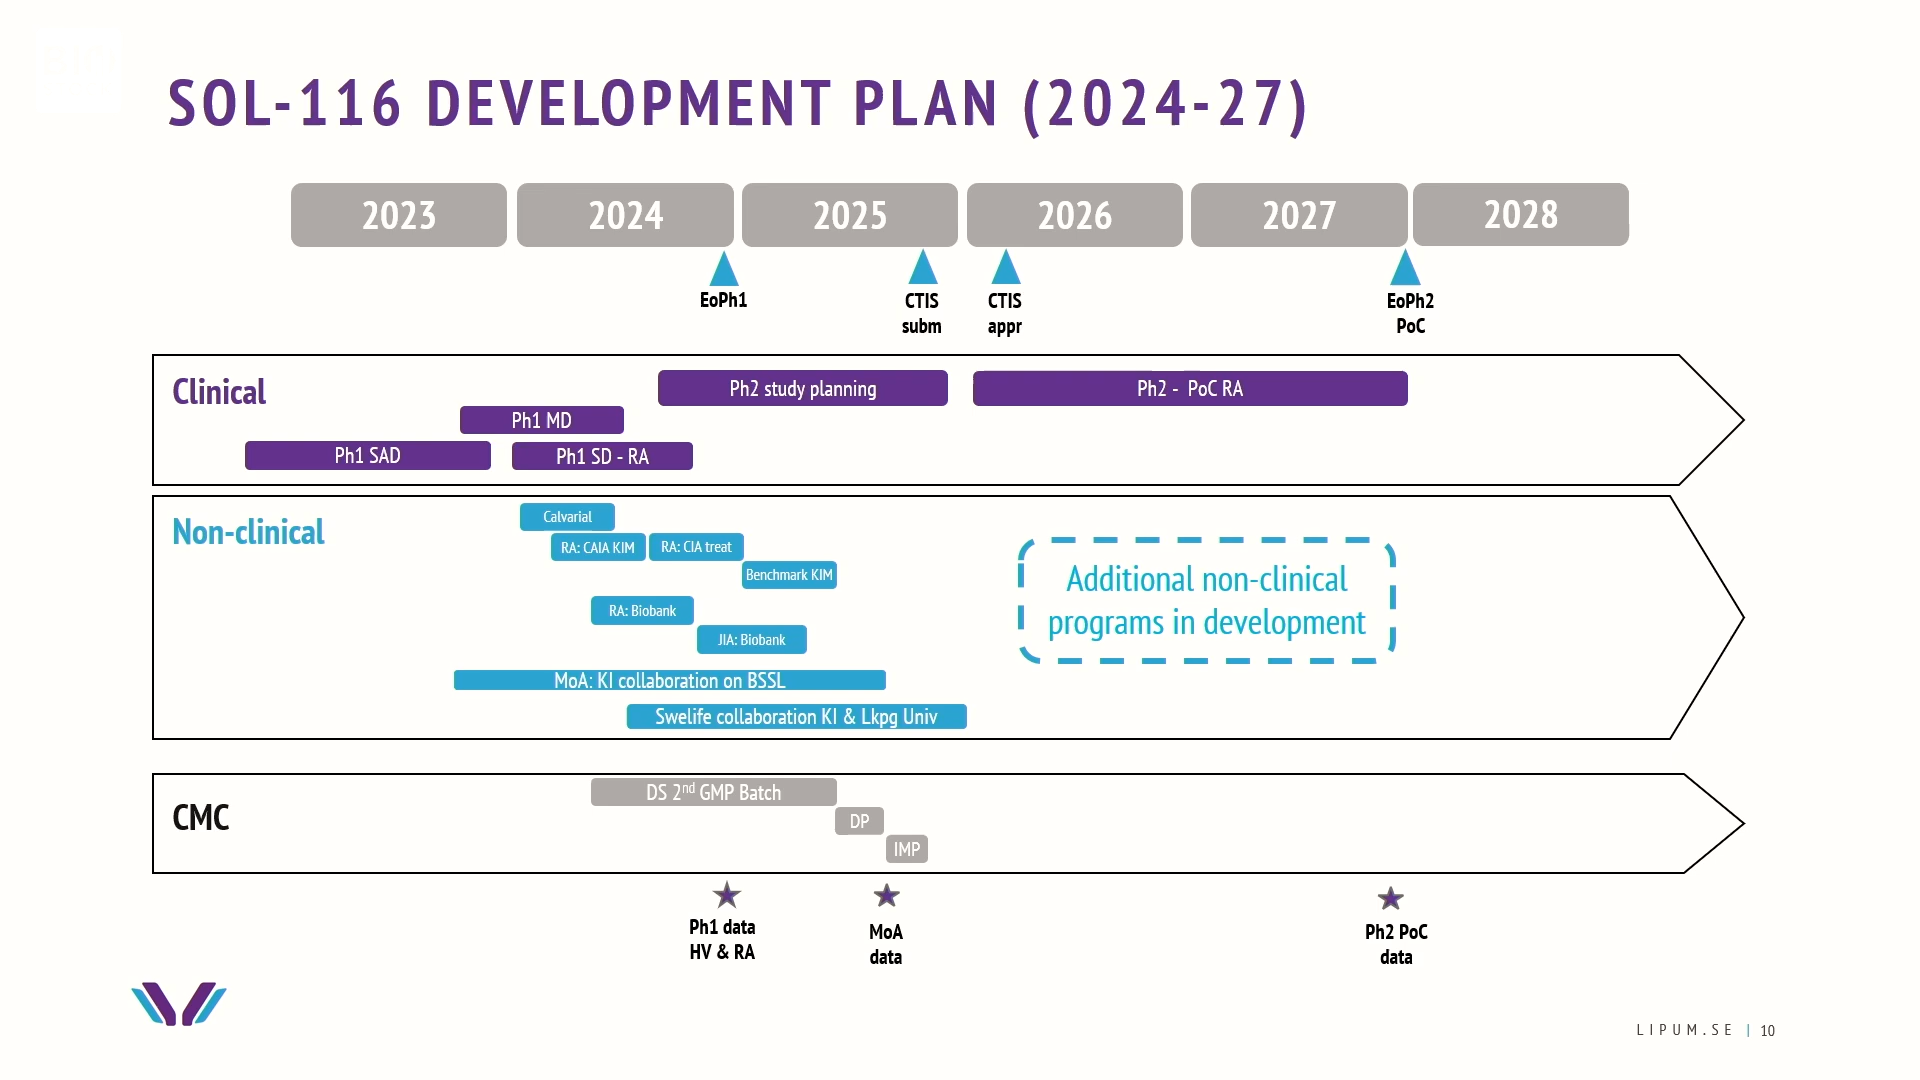 SOL-116 DEVELOPMENT PLAN (2024-27)
2023
2024
2025
2026
2027
2028
EoPh1
CTIS
subm
CTIS
appr
EoPh2
PoC
Clinical
Ph2 study planning
Ph2 - PoC RA
Ph1 MD
Ph1 SAD
Ph1 SD - RA
Non-clinical
Calvarial
RA: CAIA KIM
RA: CIA treat
Benchmark KIM
RA: Biobank
JIA: Biobank
MoA: KI collaboration on BSSL
Swelife collaboration KI & Lkpg Univ
Additional non-clinical
programs in development
CMC
DS 2nd GMP Batch
DP
IMP
Ph1 data
HV & RA
MoA
data
Ph2 PoC
data
LIPUM.SE | 10